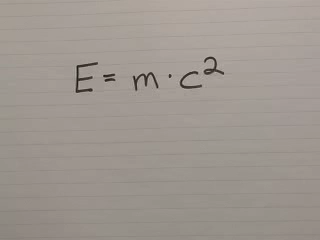 E = m · c²